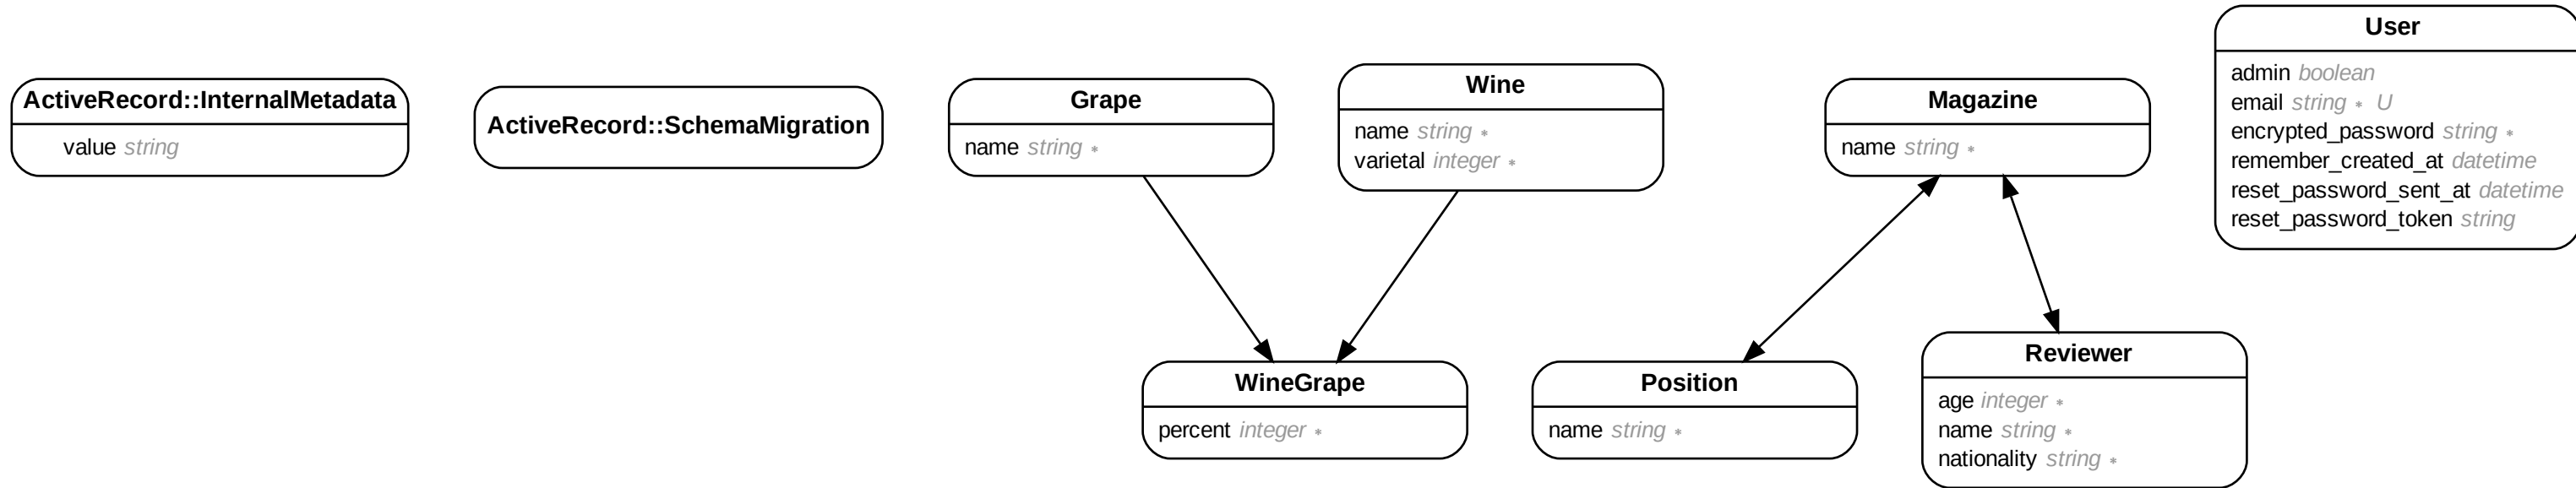 ActiveRecord::InternalMetadata
value string
ActiveRecord::SchemaMigration
Grape
name string *
Wine
name string *
varietal integer *
Magazine
name string *
User
admin boolean
email string * U
encrypted_password string *
remember_created_at datetime
reset_password_sent_at datetime
reset_password_token string
WineGrape
percent integer *
Position
name string *
Reviewer
age integer *
name string *
nationality string *